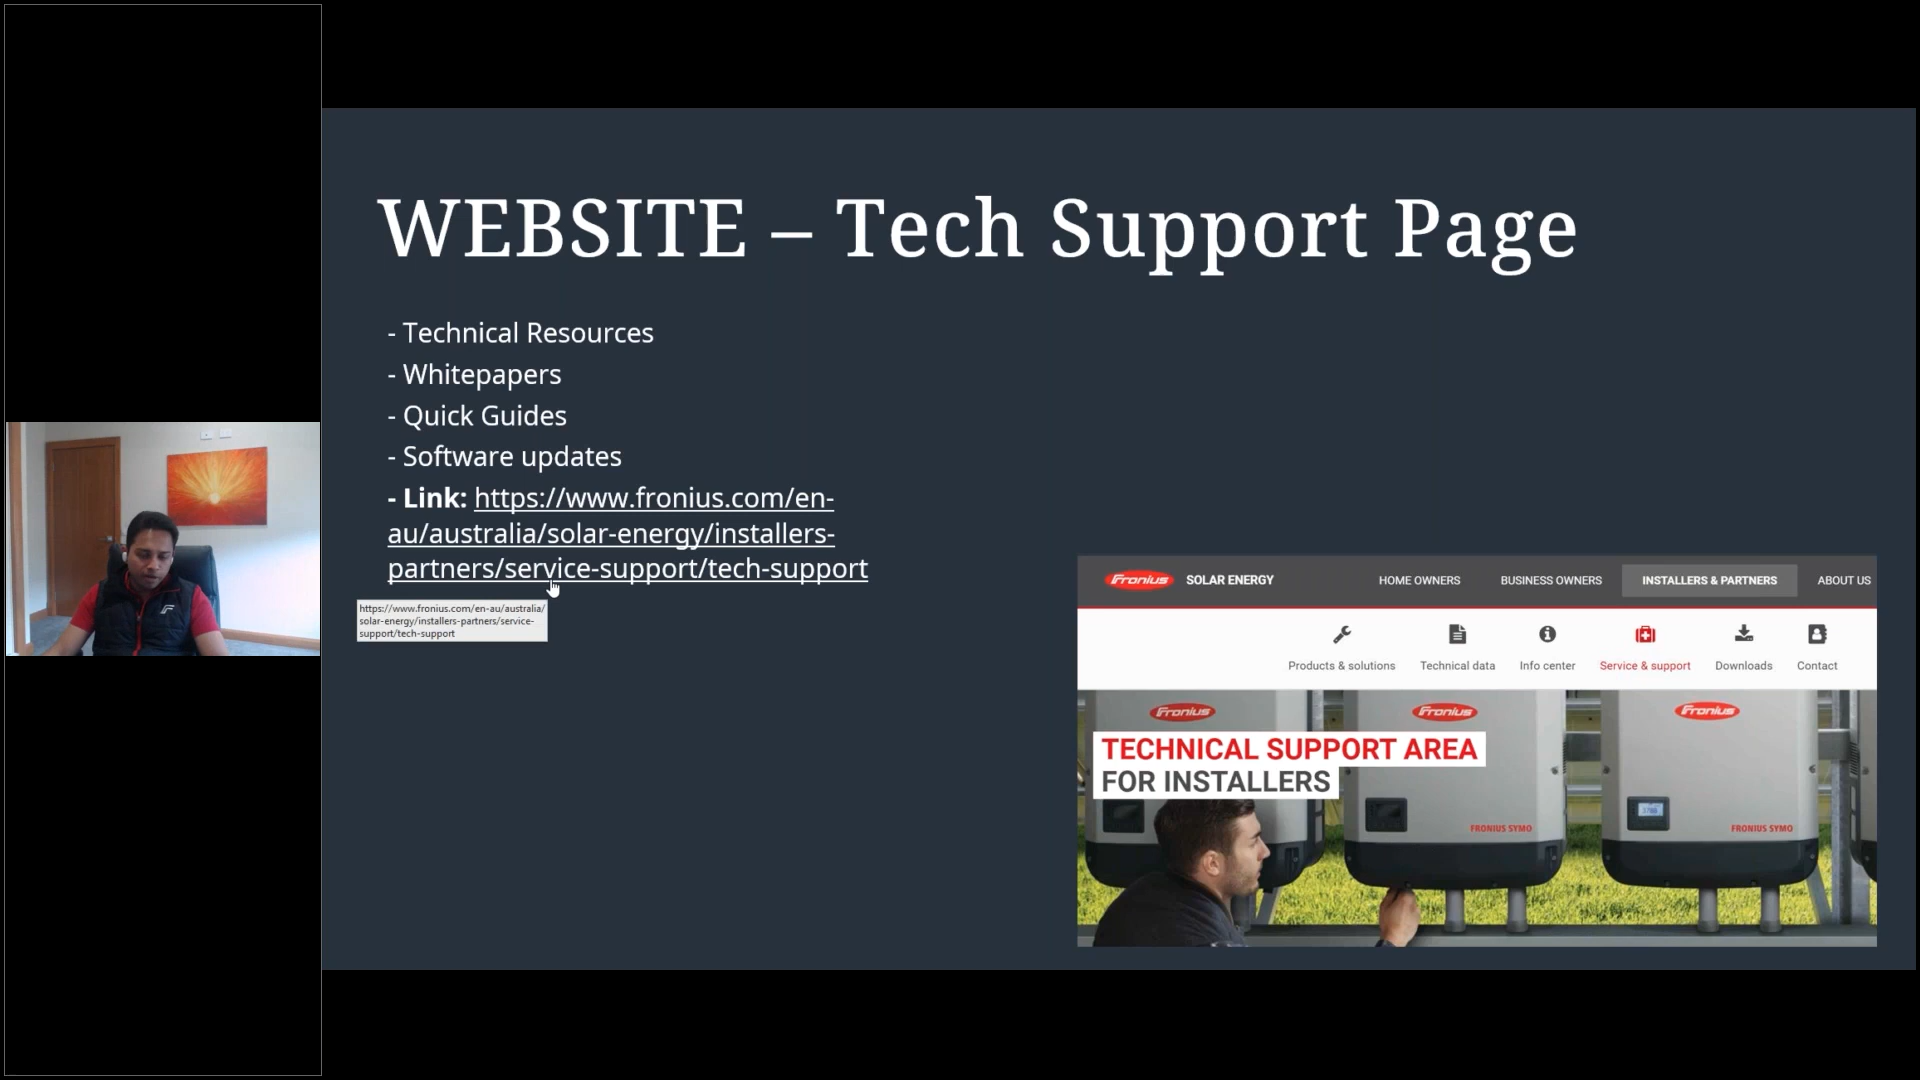 WEBSITE – Tech Support Page
- Technical Resources
- Whitepapers
- Quick Guides
- Software updates
- Link: https://www.fronius.com/en-
au/australia/solar-energy/installers-
partners/service-support/tech-support
https://www.fronius.com/en-au/australia/
solar-energy/installers-partners/service-
support/tech-support
Fronius SOLAR ENERGY HOME OWNERS BUSINESS OWNERS INSTALLERS & PARTNERS ABOUT US
Products & solutions Technical data Info center Service & support Downloads Contact
Fronius Fronius Fronius
TECHNICAL SUPPORT AREA
FOR INSTALLERS
FRONIUS SYMO FRONIUS SYMO